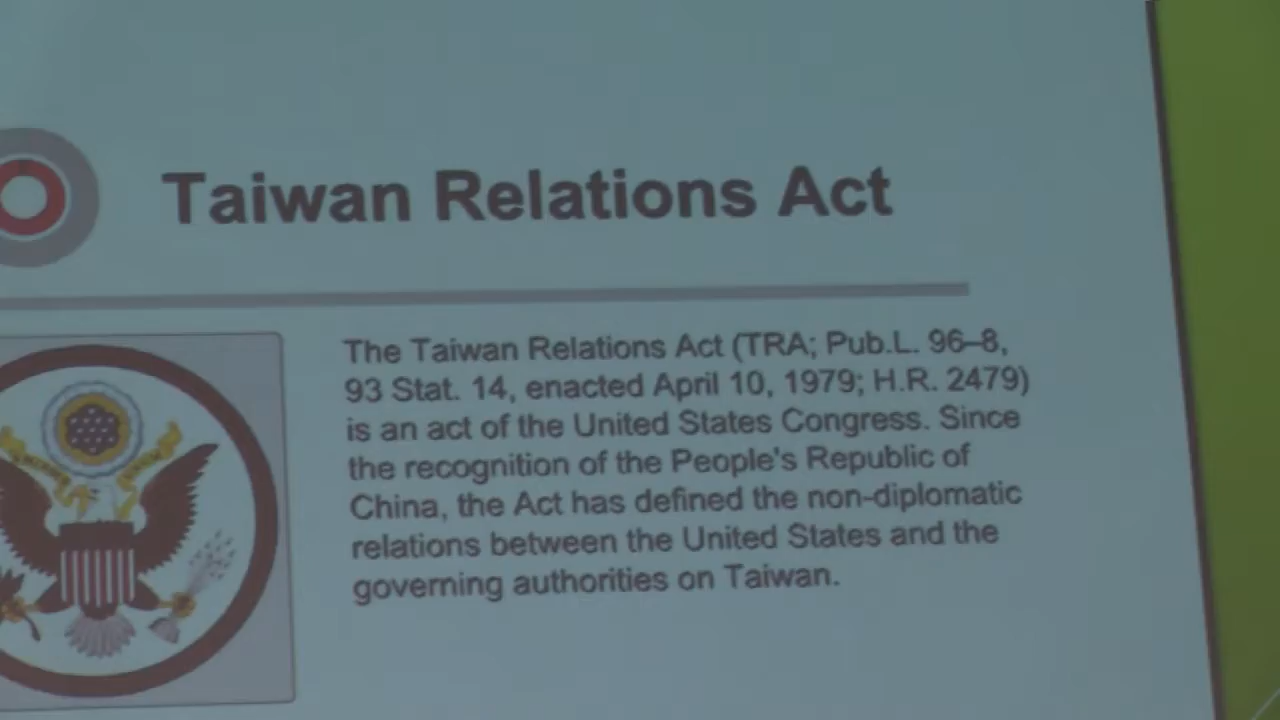 Taiwan Relations Act
The Taiwan Relations Act (TRA; Pub.L. 96–8,
93 Stat. 14, enacted April 10, 1979; H.R. 2479)
is an act of the United States Congress. Since
the recognition of the People's Republic of
China, the Act has defined the non-diplomatic
relations between the United States and the
governing authorities on Taiwan.